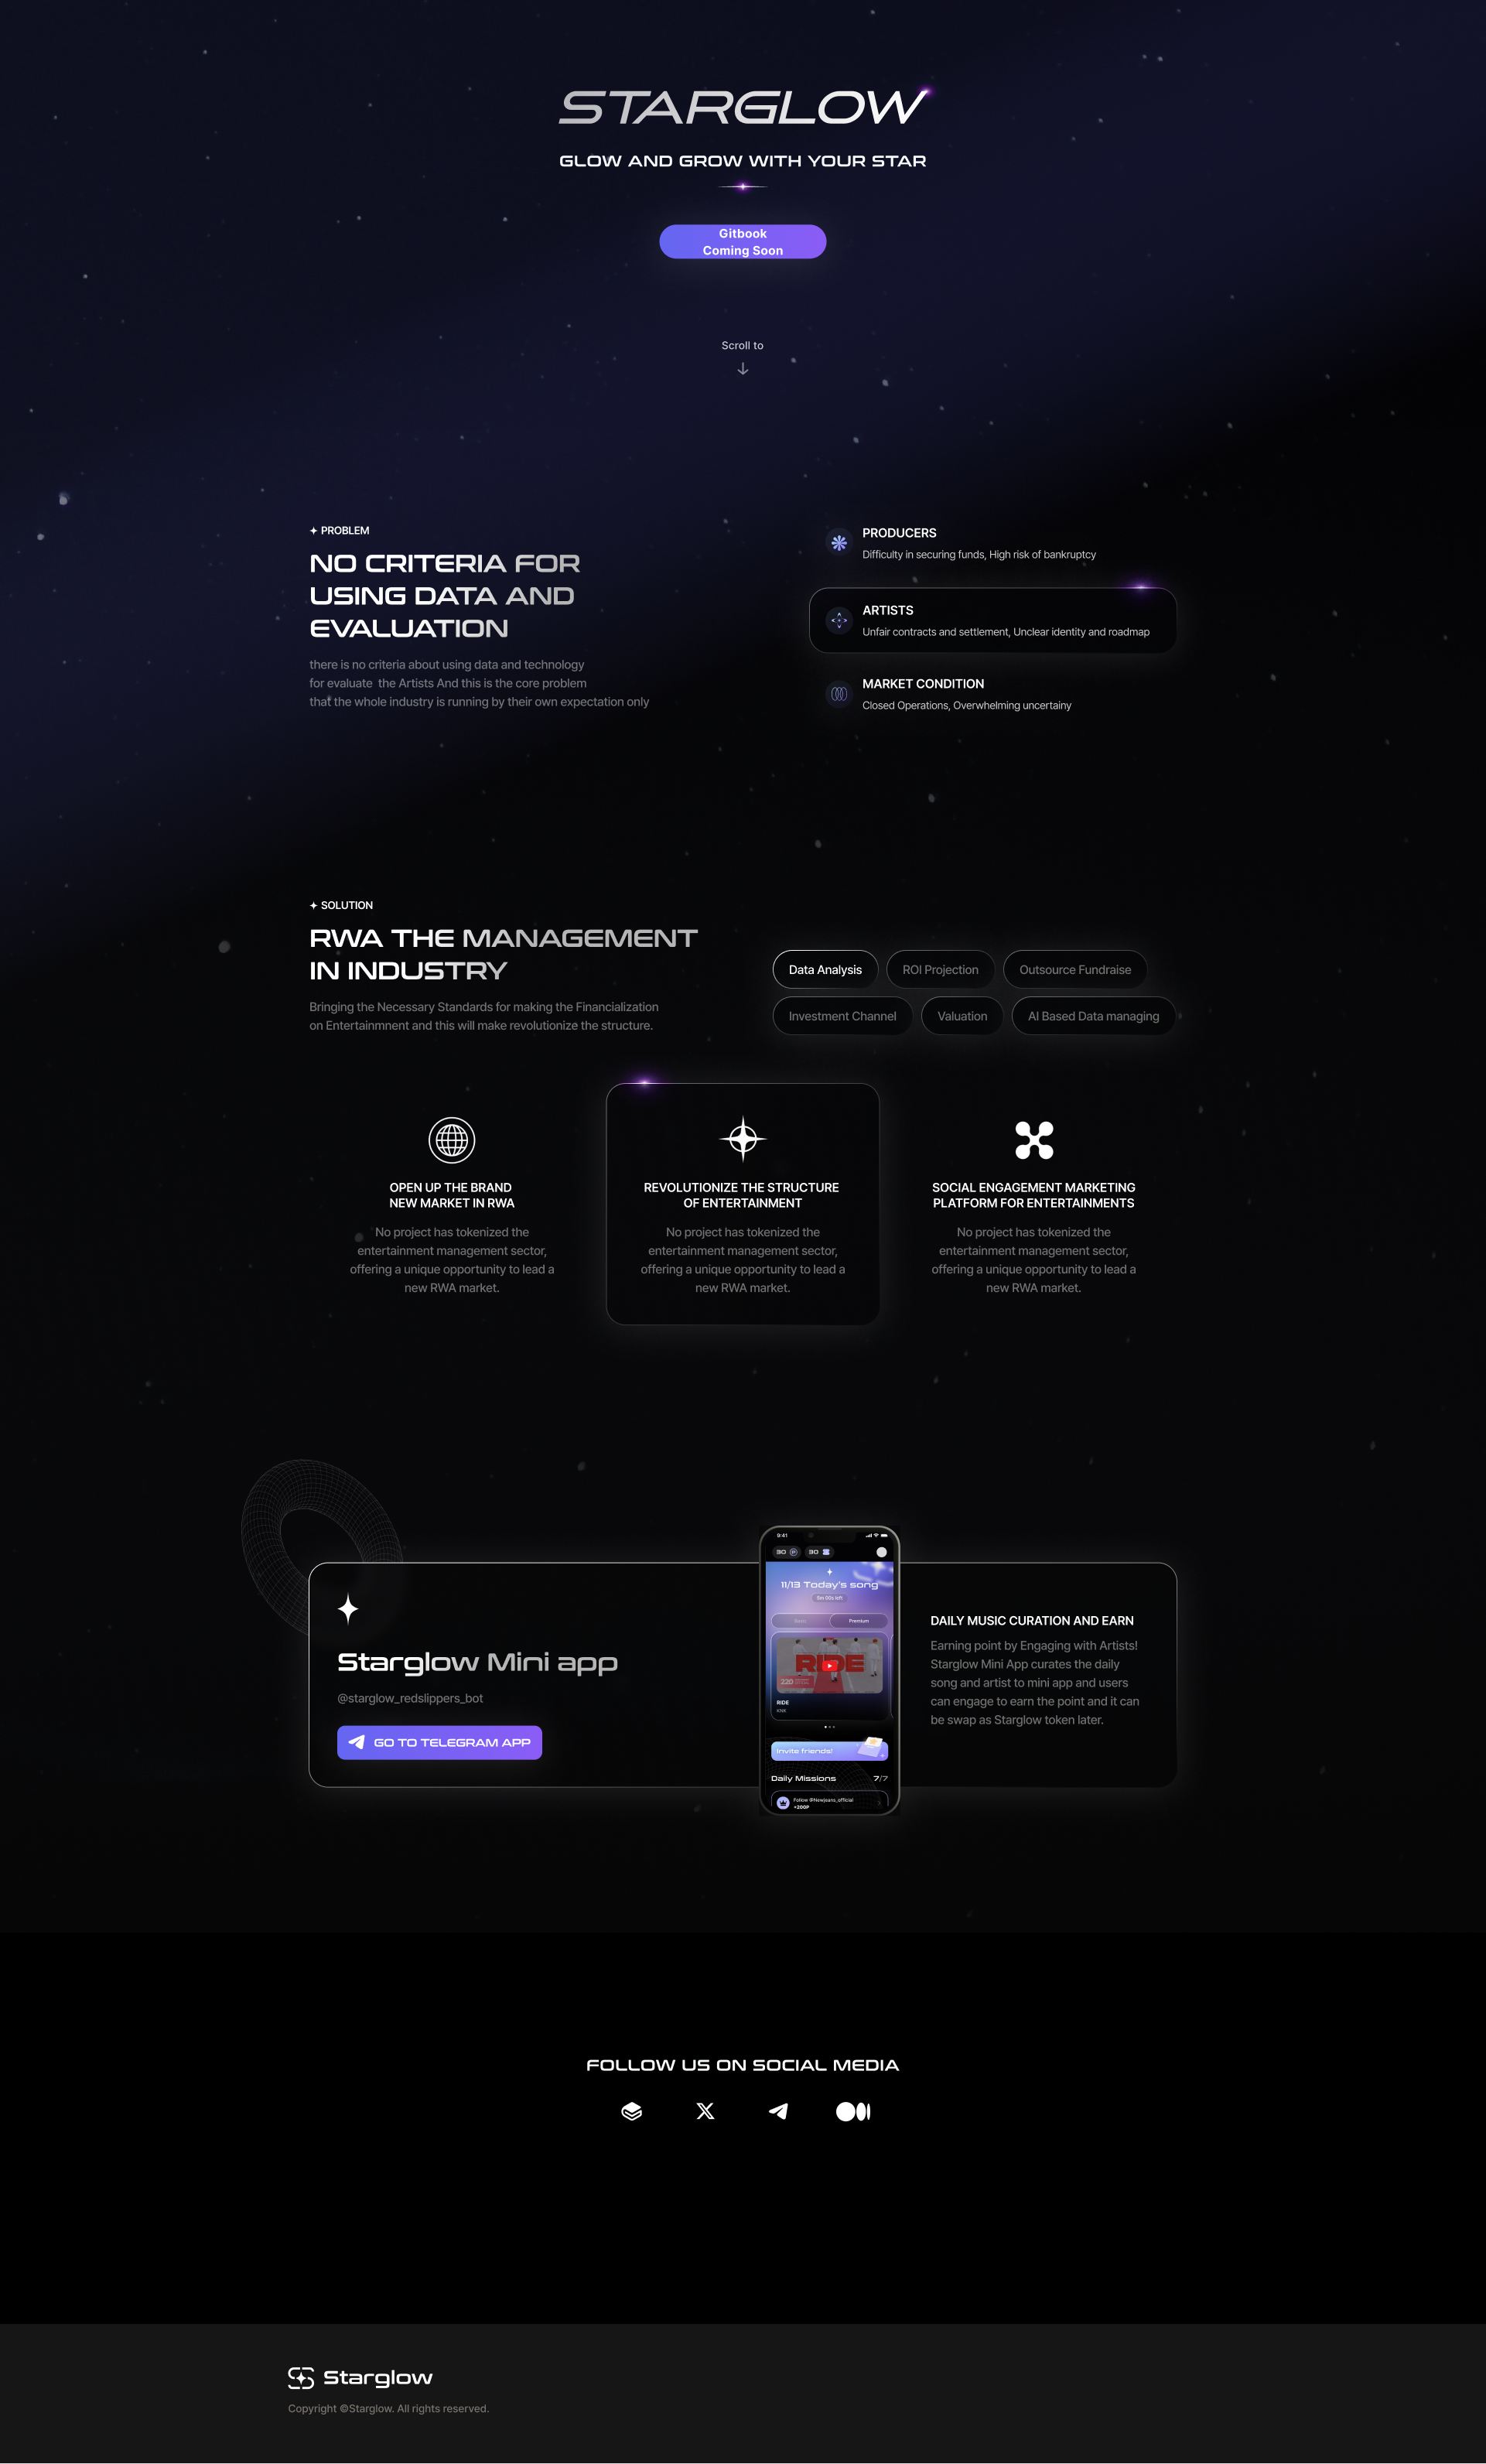 STARGLOW
GLOW AND GROW WITH YOUR STAR
Gitbook
Coming Soon
Scroll to
PROBLEM
NO CRITERIA FOR
USING DATA AND
EVALUATION
there is no criteria about using data and technology
for evaluate  the Artists And this is the core problem
that the whole industry is running by their own expectation only
PRODUCERS
Difficulty in securing funds, High risk of bankruptcy
ARTISTS
Unfair contracts and settlement, Unclear identity and roadmap
MARKET CONDITION
Closed Operations, Overwhelming uncertainy
SOLUTION
RWA THE MANAGEMENT
IN INDUSTRY
Bringing the Necessary Standards for making the Financialization
on Entertainmnent and this will make revolutionize the structure.
Data Analysis
ROI Projection
Outsource Fundraise
Investment Channel
Valuation
AI Based Data managing
OPEN UP THE BRAND
NEW MARKET IN RWA
No project has tokenized the
entertainment management sector,
offering a unique opportunity to lead a
new RWA market.
REVOLUTIONIZE THE STRUCTURE
OF ENTERTAINMENT
No project has tokenized the
entertainment management sector,
offering a unique opportunity to lead a
new RWA market.
SOCIAL ENGAGEMENT MARKETING
PLATFORM FOR ENTERTAINMENTS
No project has tokenized the
entertainment management sector,
offering a unique opportunity to lead a
new RWA market.
Starglow Mini app
@starglow_redslippers_bot
GO TO TELEGRAM APP
9:41
30
30
11/13 Today's song
5m 00s left
Basic
Premium
RIDE
220
RIDE
Invite friends!
Daily Missions
7/7
Follow @Newjeans_official
+200P
DAILY MUSIC CURATION AND EARN
Earning point by Engaging with Artists!
Starglow Mini App curates the daily
song and artist to mini app and users
can engage to earn the point and it can
be swap as Starglow token later.
FOLLOW US ON SOCIAL MEDIA
Starglow
Copyright ©Starglow. All rights reserved.